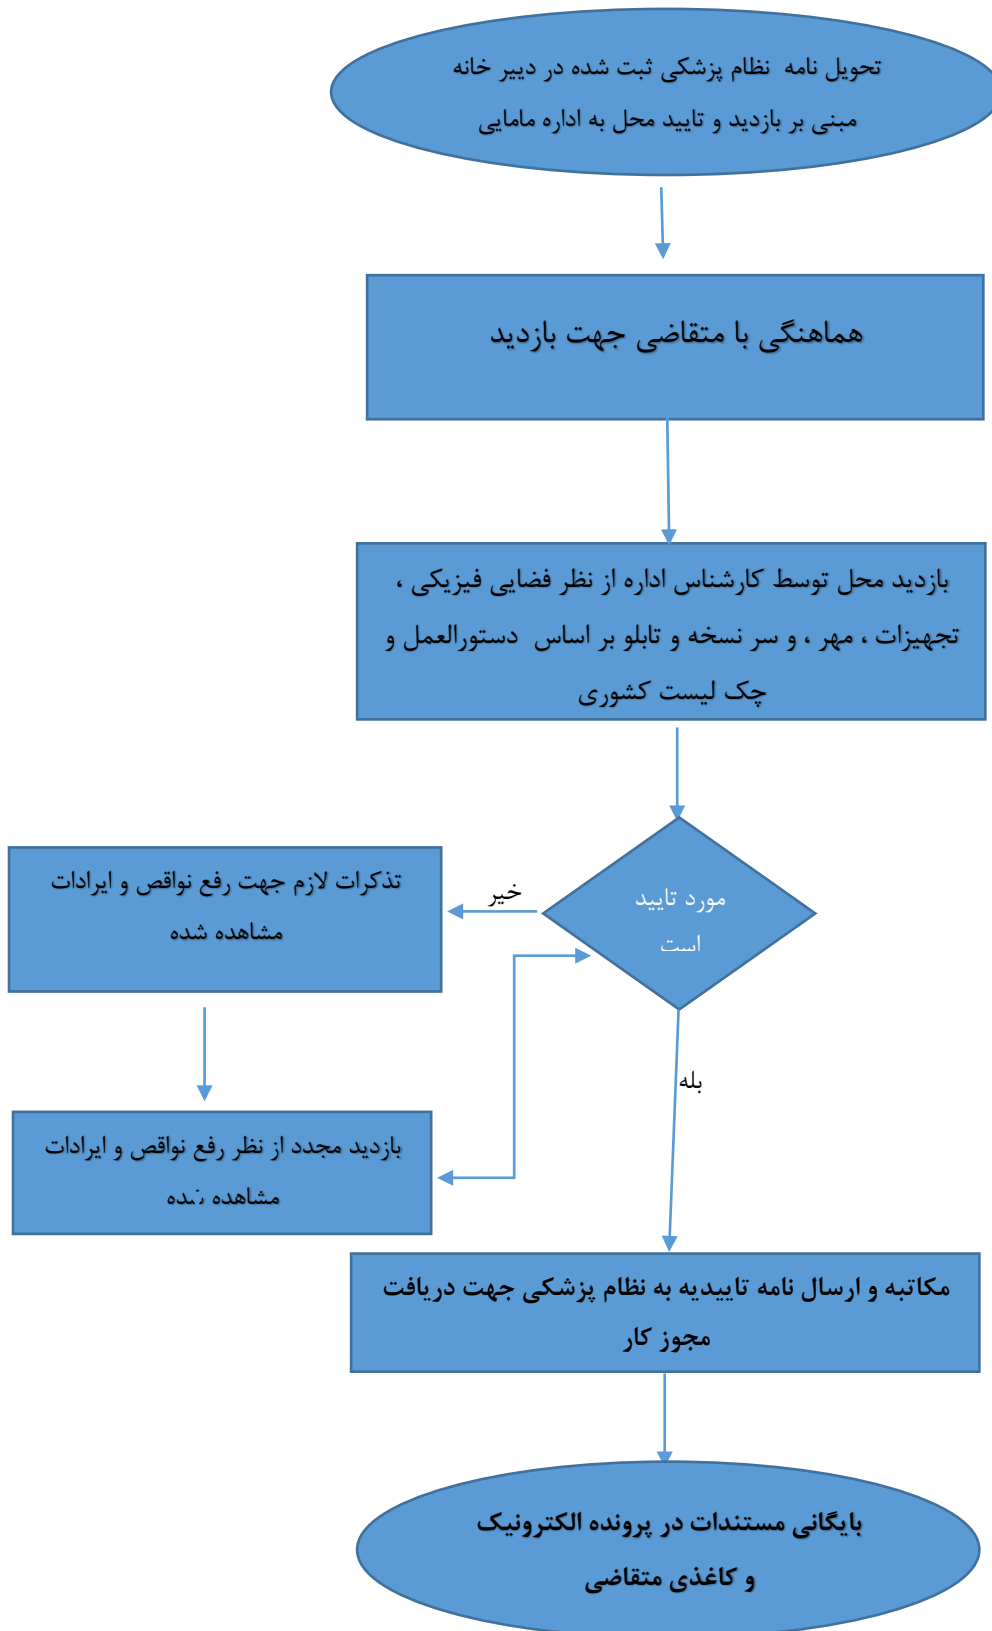 تحویل نامه نظام پزشکی ثبت شده در دبیر خانه
مبنی بر بازدید و تایید محل به اداره مامایی
هماهنگی با متقاضی جهت بازدید
بازدید محل توسط کارشناس اداره از نظر فضایی فیزیکی ،
تجهیزات ، مهر ، و سر نسخه و تابلو بر اساس دستورالعمل و
چک لیست کشوری
مورد تایید
است
خیر
تذکرات لازم جهت رفع نواقص و ایرادات
مشاهده شده
بازدید مجدد از نظر رفع نواقص و ایرادات
مشاهده شده
بله
مکاتبه و ارسال نامه تاییدیه به نظام پزشکی جهت دریافت
مجوز کار
بایگانی مستندات در پرونده الکترونیک
و کاغذی متقاضی